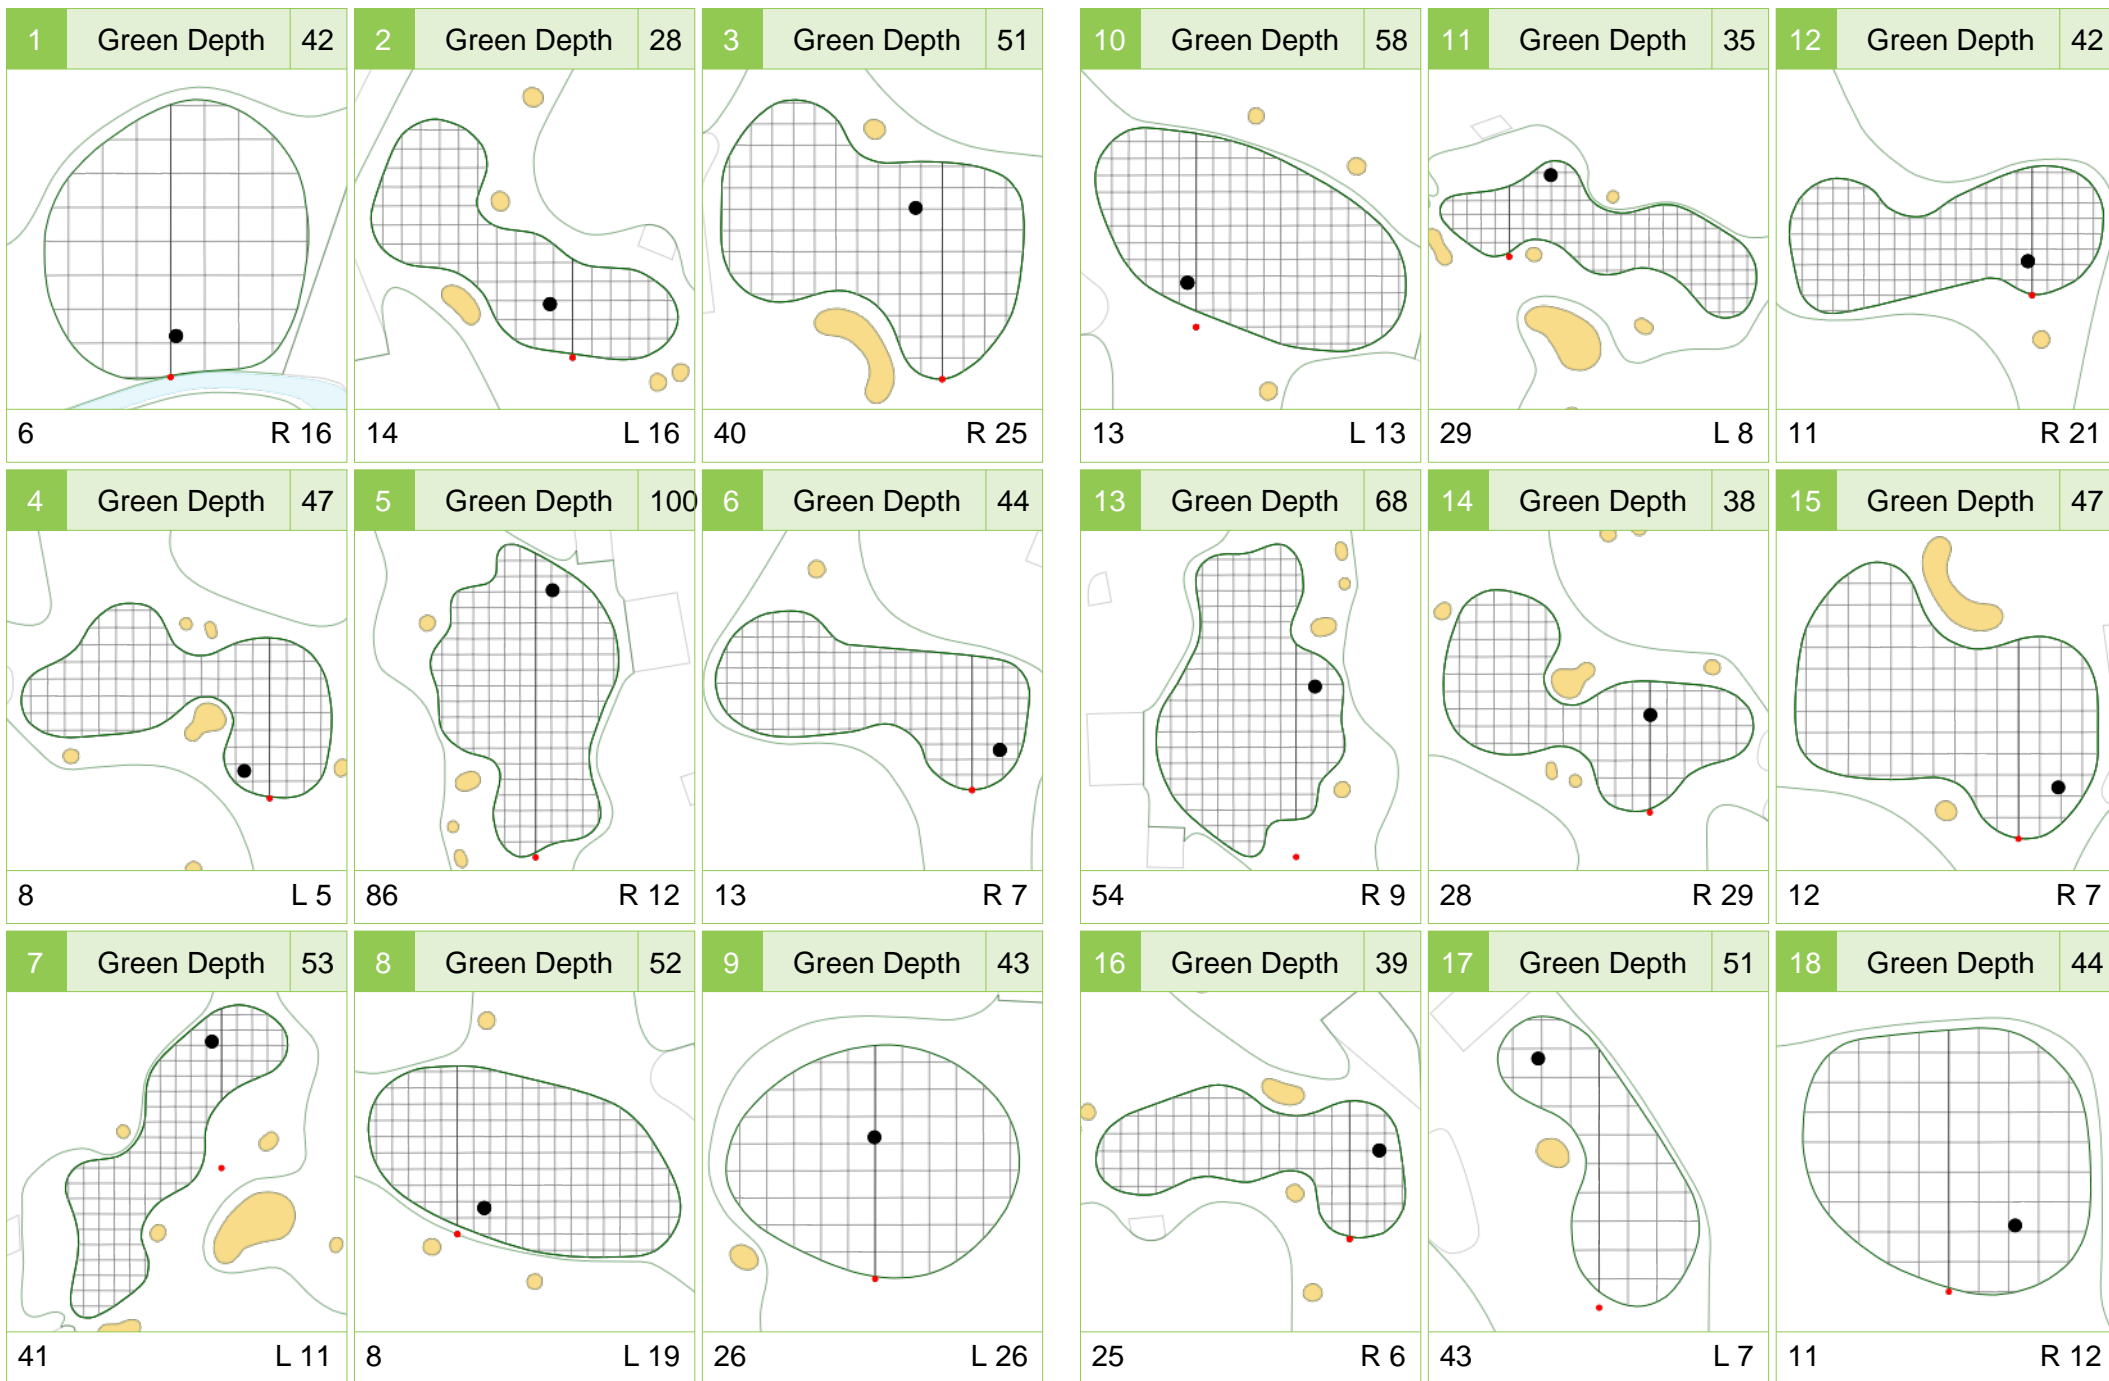 1 Green Depth 42
6 R 16
2 Green Depth 28
14 L 16
3 Green Depth 51
40 R 25
4 Green Depth 47
8 L 5
5 Green Depth 100
86 R 12
6 Green Depth 44
13 R 7
7 Green Depth 53
41 L 11
8 Green Depth 52
8 L 19
9 Green Depth 43
26 L 26
10 Green Depth 58
13 L 13
11 Green Depth 35
29 L 8
12 Green Depth 42
11 R 21
13 Green Depth 68
54 R 9
14 Green Depth 38
28 R 29
15 Green Depth 47
12 R 7
16 Green Depth 39
25 R 6
17 Green Depth 51
43 L 7
18 Green Depth 44
11 R 12